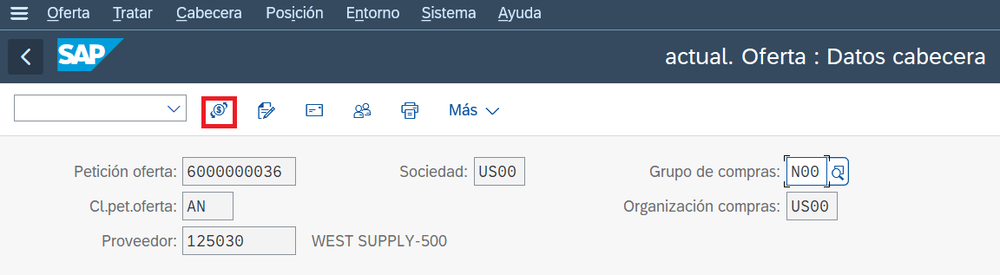 Oferta Tratar Cabecera Posición Entorno Sistema Ayuda
SAP actual. Oferta : Datos cabecera
Más
Petición oferta: 6000000036 Sociedad: US00 Grupo de compras: N00
Cl.pet.oferta: AN Organización compras: US00
Proveedor: 125030 WEST SUPPLY-500